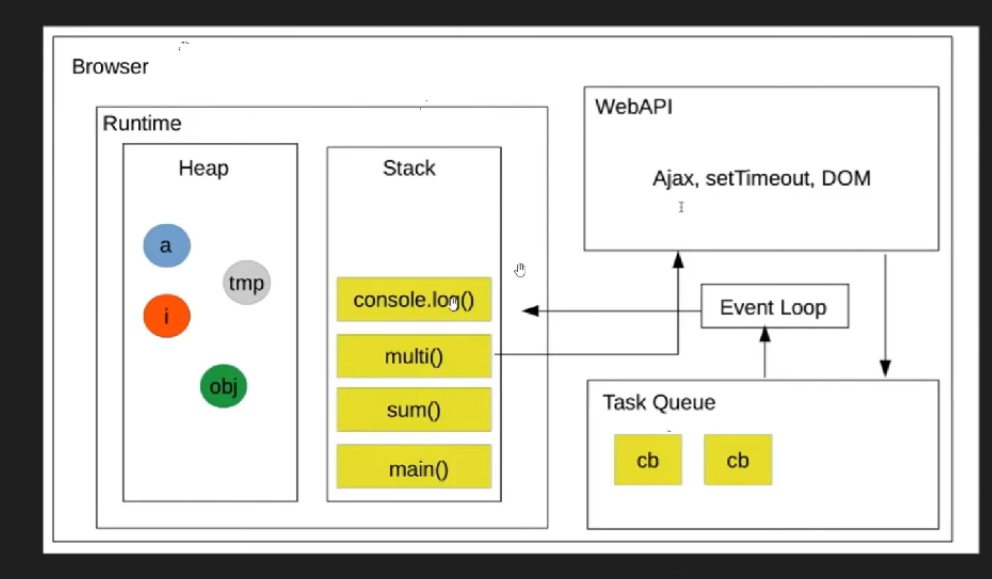 Browser
Runtime
Heap
a
tmp
i
obj
Stack
console.log()
multi()
sum()
main()
WebAPI
Ajax, setTimeout, DOM
Event Loop
Task Queue
cb
cb